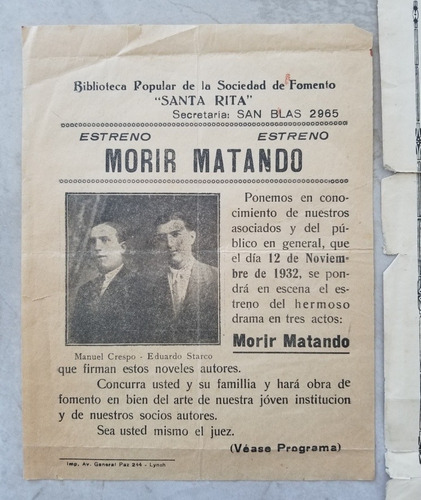 Biblioteca Popular de la Sociedad de Fomento
"SANTA RITA"
Secretaria: SAN BLAS 2965
ESTRENO ESTRENO
MORIR MATANDO
Ponemos en cono-
cimiento de nuestros
asociados y del pú-
blico en general, que
el día 12 de Noviem-
bre de 1932, se pon-
drá en escena el es-
treno del hermoso
drama en tres actos:
Morir Matando
Manuel Crespo - Eduardo Starco
que firman estos noveles autores.
Concurra usted y su famillia y hará obra de
fomento en bien del arte de nuestra jóven institucion
y de nuestros socios autores.
Sea usted mismo el juez.
(Véase Programa)
Imp. Av. General Paz 244 - Lynch